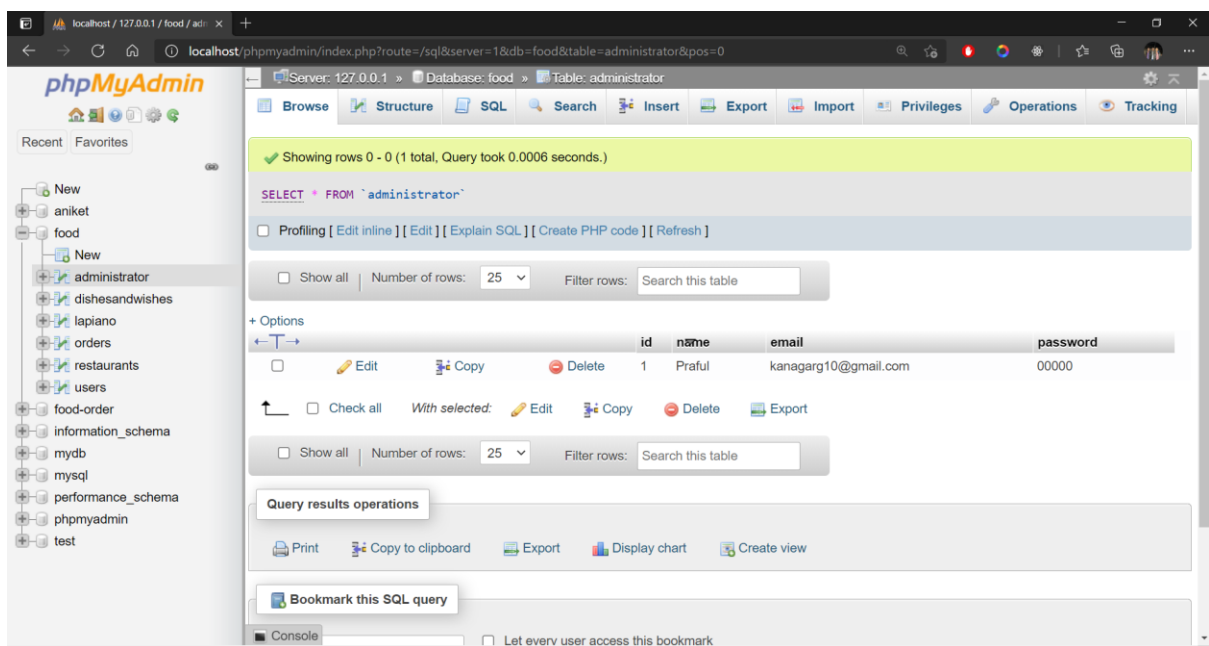 localhost / 127.0.0.1 / food / adn
localhost/phpmyadmin/index.php?route=/sql&server=1&db=food&table=administrator&pos=0
phpMyAdmin
Recent Favorites
New
aniket
food
New
administrator
dishesandwishes
lapiano
orders
restaurants
users
food-order
information_schema
mydb
mysql
performance_schema
phpmyadmin
test
Server: 127.0.0.1 » Database: food » Table: administrator
Browse Structure SQL Search Insert Export Import Privileges Operations Tracking
Showing rows 0 - 0 (1 total, Query took 0.0006 seconds.)
SELECT * FROM `administrator`
Profiling [ Edit inline ] [ Edit ] [ Explain SQL ] [ Create PHP code ] [ Refresh ]
Show all | Number of rows: 25 Filter rows: Search this table
+ Options
←T→ id name email password
Edit Copy Delete 1 Praful kanagarg10@gmail.com 00000
Check all With selected: Edit Copy Delete Export
Show all | Number of rows: 25 Filter rows: Search this table
Query results operations
Print Copy to clipboard Export Display chart Create view
Bookmark this SQL query
Console
Let every user access this bookmark